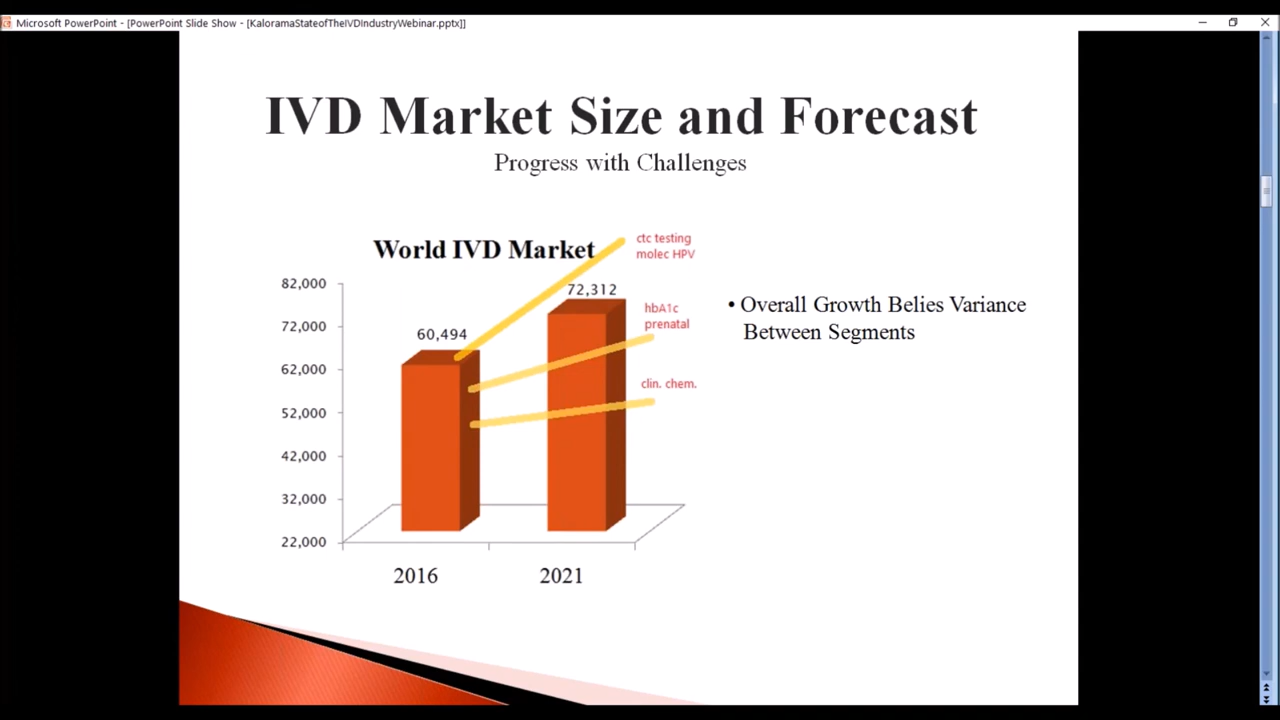 Microsoft PowerPoint - [PowerPoint Slide Show - [KaloramaStateofTheIVDIndustryWebinar.pptx]]
IVD Market Size and Forecast
Progress with Challenges
World IVD Market
ctc testing
molec HPV
82,000
72,000
62,000
52,000
42,000
32,000
22,000
60,494
72,312
hbA1c
prenatal
clin. chem.
2016
2021
• Overall Growth Belies Variance
Between Segments